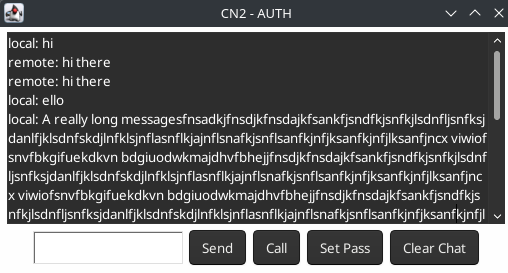 CN2 - AUTH
local: hi
remote: hi there
remote: hi there
local: ello
local: A really long messagesfnsadkjfnsdjkfnsdajkfsankfjsndfkjsnfkjlsdnfljsnfksj
danlfjklsdnfskdjlnfklsjnflasnflkjajnflsnafkjsnflsanfkjnfjksanfkjnfjlksanfjncx viwiof
snvfbkgifuekdkvn bdgiuodwkmajdhvfbhejjfnsdjkfnsdajkfsankfjsndfkjsnfkjlsdnf
ljsnfksjdanlfjklsdnfskdjlnfklsjnflasnflkjajnflsnafkjsnflsanfkjnfjksanfkjnfjlksanfjnc
x viwiofsnvfbkgifuekdkvn bdgiuodwkmajdhvfbhejjfnsdjkfnsdajkfsankfjsndfkjs
nfkjlsdnfljsnfksjdanlfjklsdnfskdjlnfklsjnflasnflkjajnflsnafkjsnflsanfkjnfjksanfkjnfjl
Send
Call
Set Pass
Clear Chat